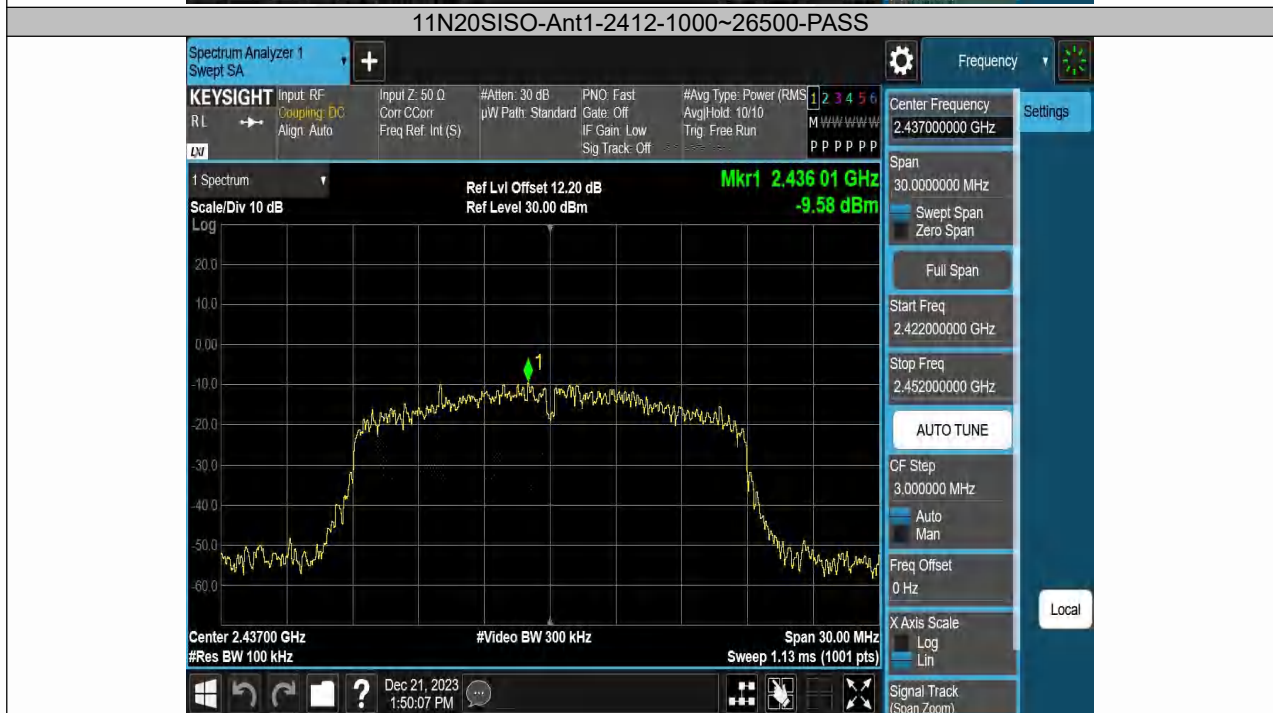 11N20SISO-Ant1-2412-1000~26500-PASS
Spectrum Analyzer 1
Swept SA
+
Frequency
KEYSIGHT
RL
LXI
Input: RF
Coupling: DC
Align: Auto
Input Z: 50 Ω
Corr CCorr
Freq Ref: Int (S)
#Atten: 30 dB
µW Path: Standard
PNO: Fast
Gate: Off
IF Gain: Low
Sig Track: Off
#Avg Type: Power (RMS
Avg|Hold: 10/10
Trig: Free Run
1 2 3 4 5 6
M W W W W W
P P P P P P
1 Spectrum
Scale/Div 10 dB
Log
Ref Lvl Offset 12.20 dB
Ref Level 30.00 dBm
Mkr1 2.436 01 GHz
-9.58 dBm
20.0
10.0
0.00
-10.0
-20.0
-30.0
-40.0
-50.0
-60.0
1
Center 2.43700 GHz
#Res BW 100 kHz
#Video BW 300 kHz
Span 30.00 MHz
Sweep 1.13 ms (1001 pts)
?
Dec 21, 2023
1:50:07 PM
Center Frequency
2.437000000 GHz
Span
30.0000000 MHz
Swept Span
Zero Span
Full Span
Start Freq
2.422000000 GHz
Stop Freq
2.452000000 GHz
AUTO TUNE
CF Step
3.000000 MHz
Auto
Man
Freq Offset
0 Hz
X Axis Scale
Log
Lin
Signal Track
(Span Zoom)
Settings
Local